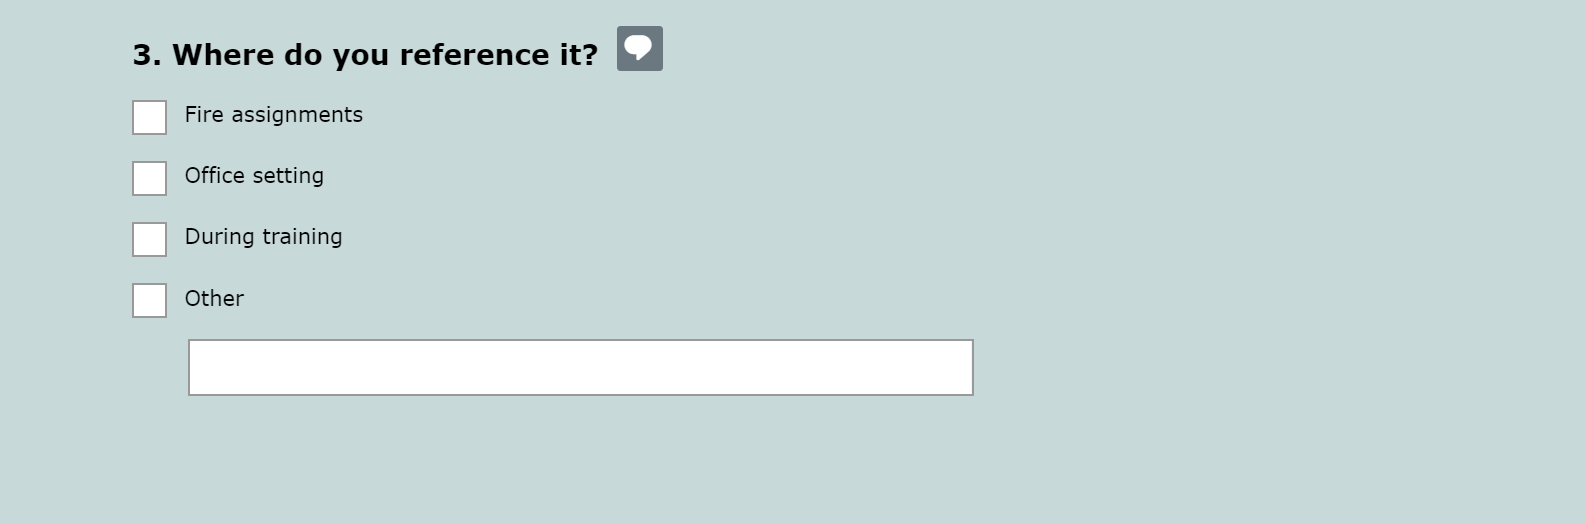 3. Where do you reference it?
Fire assignments
Office setting
During training
Other